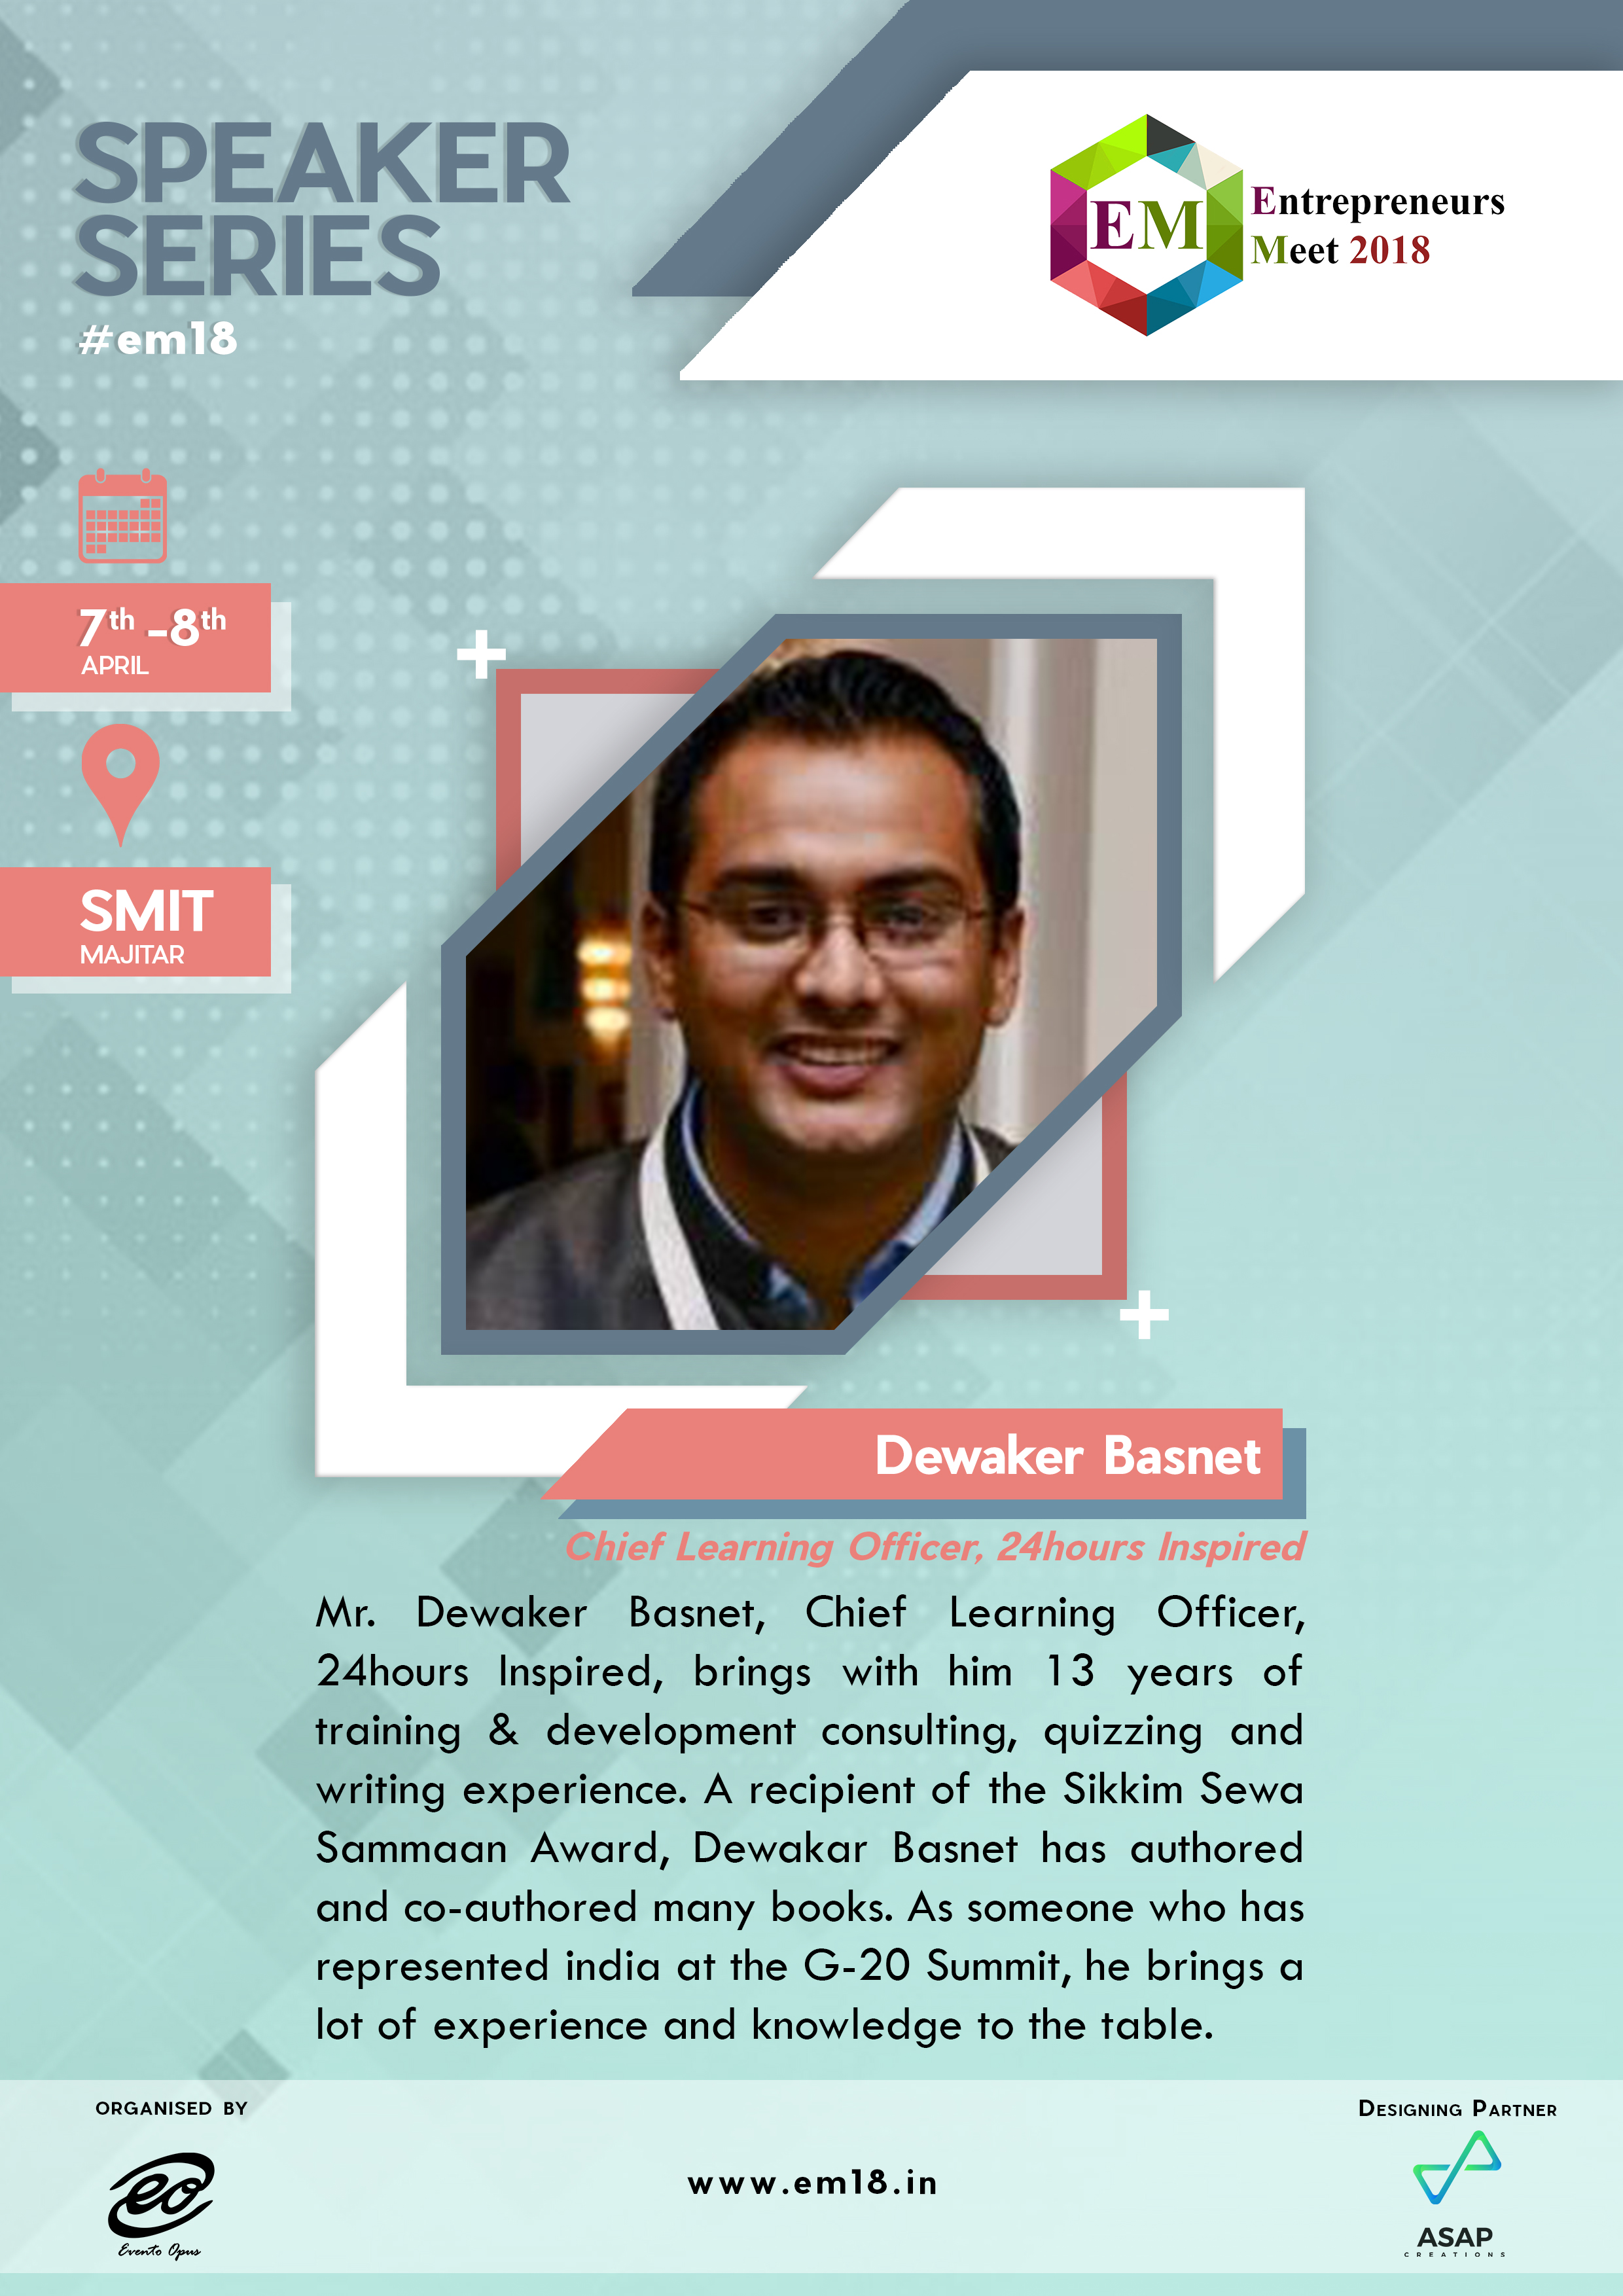 SPEAKER
SERIES
#em18
EM
Entrepreneurs
Meet 2018
7th -8th
APRIL
SMIT
MAJITAR
Dewaker Basnet
Chief Learning Officer, 24hours Inspired
Mr. Dewaker Basnet, Chief Learning Officer,
24hours Inspired, brings with him 13 years of
training & development consulting, quizzing and
writing experience. A recipient of the Sikkim Sewa
Sammaan Award, Dewakar Basnet has authored
and co-authored many books. As someone who has
represented india at the G-20 Summit, he brings a
lot of experience and knowledge to the table.
ORGANISED BY
eo
Evento Opus
www.em18.in
DESIGNING PARTNER
ASAP
CREATIONS